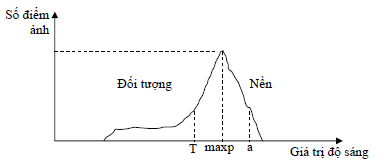 Số điểm
ảnh
Đối tượng
Nền
T maxp a
Giá trị độ sáng